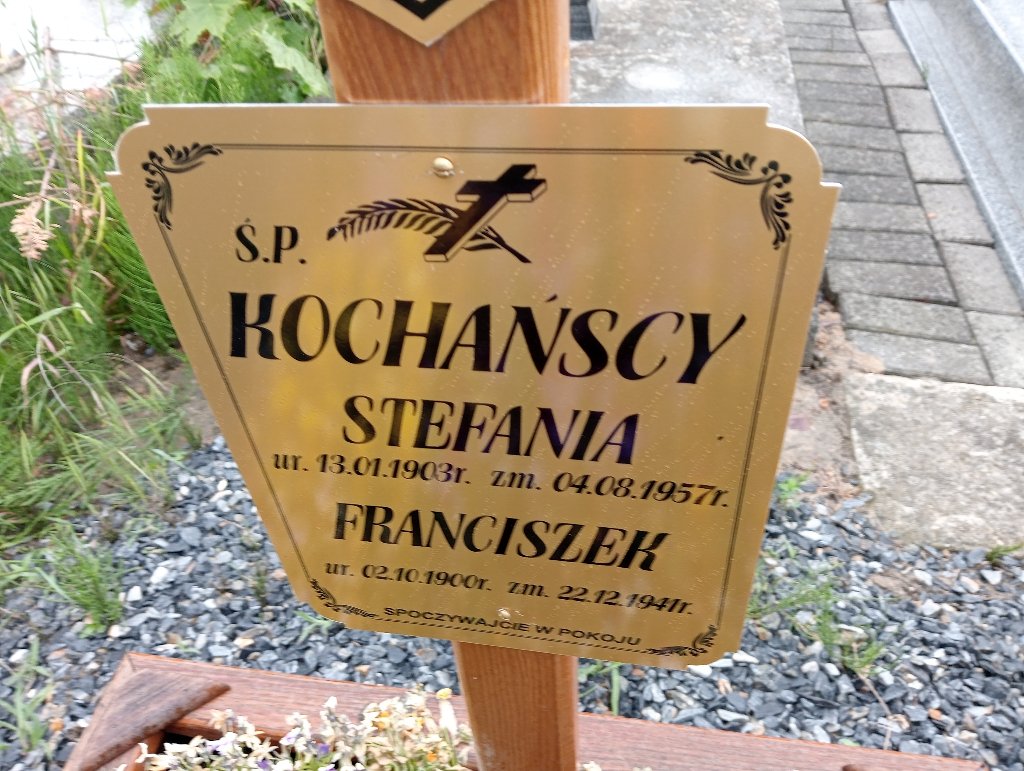 Ś.P.
KOCHAŃSCY
STEFANIA
ur. 13.01.1903r. zm. 04.08.1957r.
FRANCISZEK
ur. 02.10.1900r. zm. 22.12.1941r.
SPOCZYWAJCIE W POKOJU